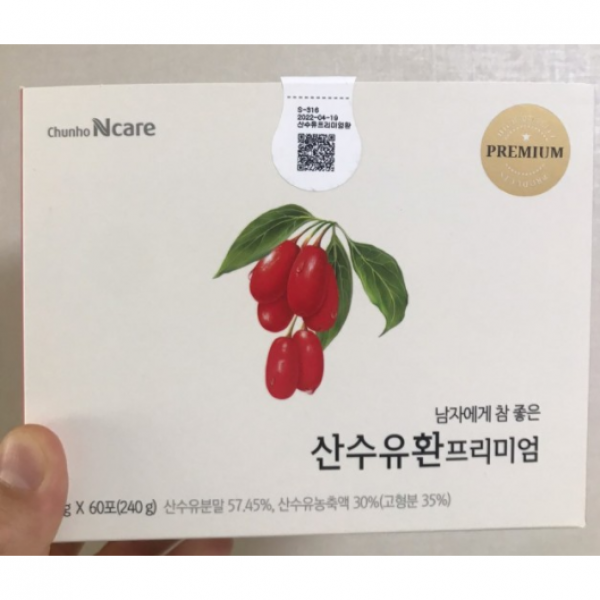 Chunho Ncare
S-516
2022-04-19
산수유프리미엄환
PREMIUM
남자에게 참 좋은
산수유환프리미엄
g X 60포(240 g) 산수유분말 57.45%, 산수유농축액 30%(고형분 35%)